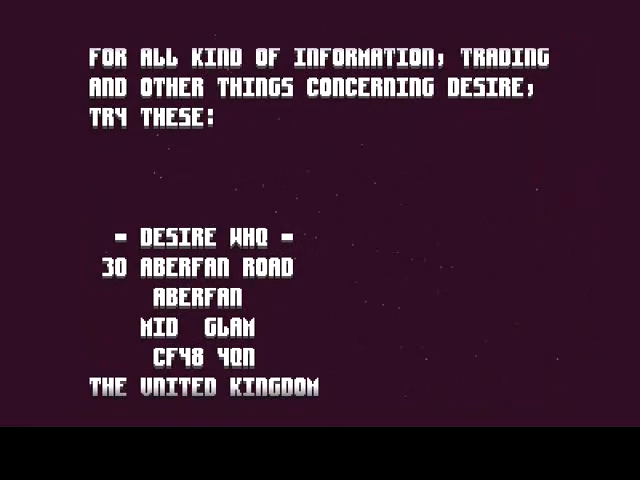 FOR ALL KIND OF INFORMATION, TRADING
AND OTHER THINGS CONCERNING DESIRE,
TRY THESE:
- DESIRE WHQ -
30 ABERFAN ROAD
ABERFAN
MID GLAM
CF48 4QN
THE UNITED KINGDOM